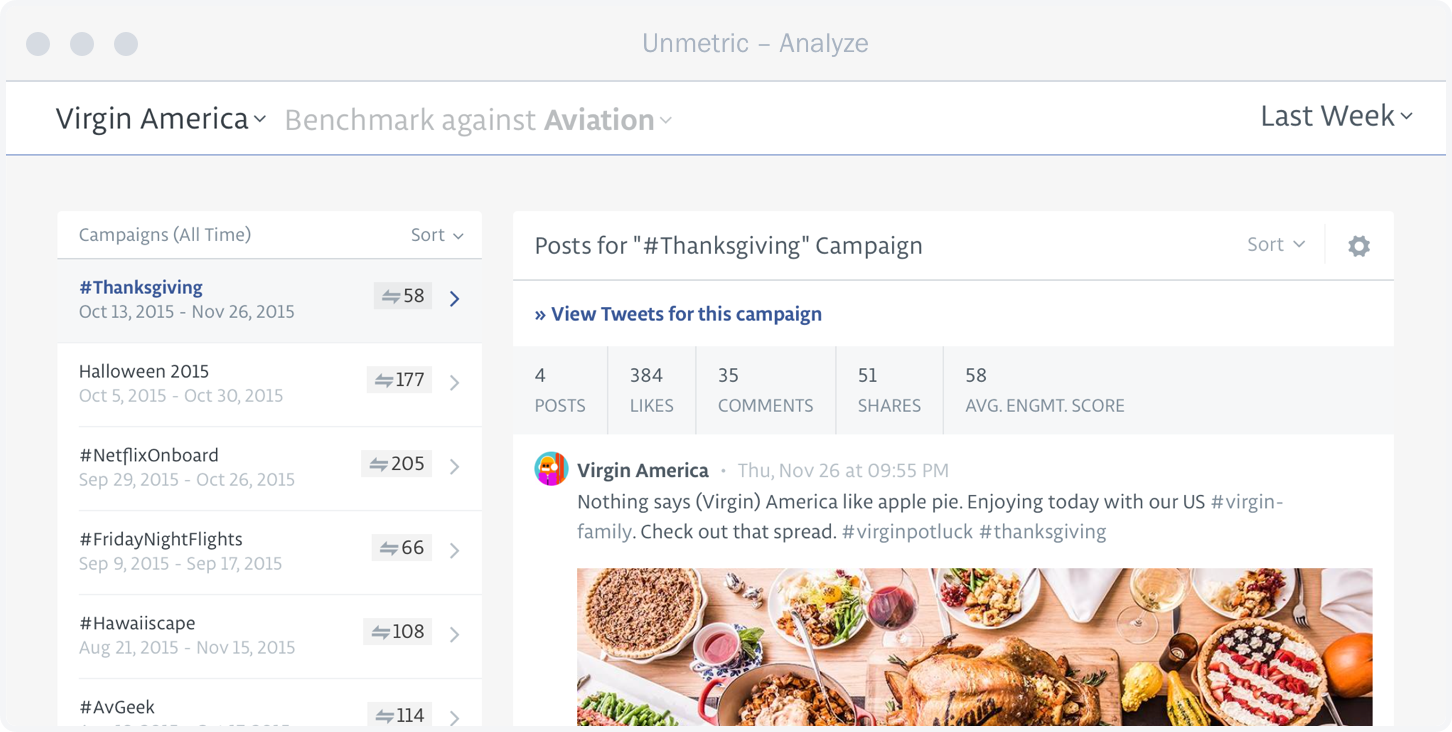 Unmetric – Analyze
Virgin America Benchmark against Aviation Last Week
Campaigns (All Time) Sort
#Thanksgiving 58
Oct 13, 2015 - Nov 26, 2015
Halloween 2015 177
Oct 5, 2015 - Oct 30, 2015
#NetflixOnboard 205
Sep 29, 2015 - Oct 26, 2015
#FridayNightFlights 66
Sep 9, 2015 - Sep 17, 2015
#Hawaiiscape 108
Aug 21, 2015 - Nov 15, 2015
#AvGeek 114
Posts for "#Thanksgiving" Campaign Sort
» View Tweets for this campaign
4 384 35 51 58
POSTS LIKES COMMENTS SHARES AVG. ENGMT. SCORE
Virgin America • Thu, Nov 26 at 09:55 PM
Nothing says (Virgin) America like apple pie. Enjoying today with our US #virgin-
family. Check out that spread. #virginpotluck #thanksgiving